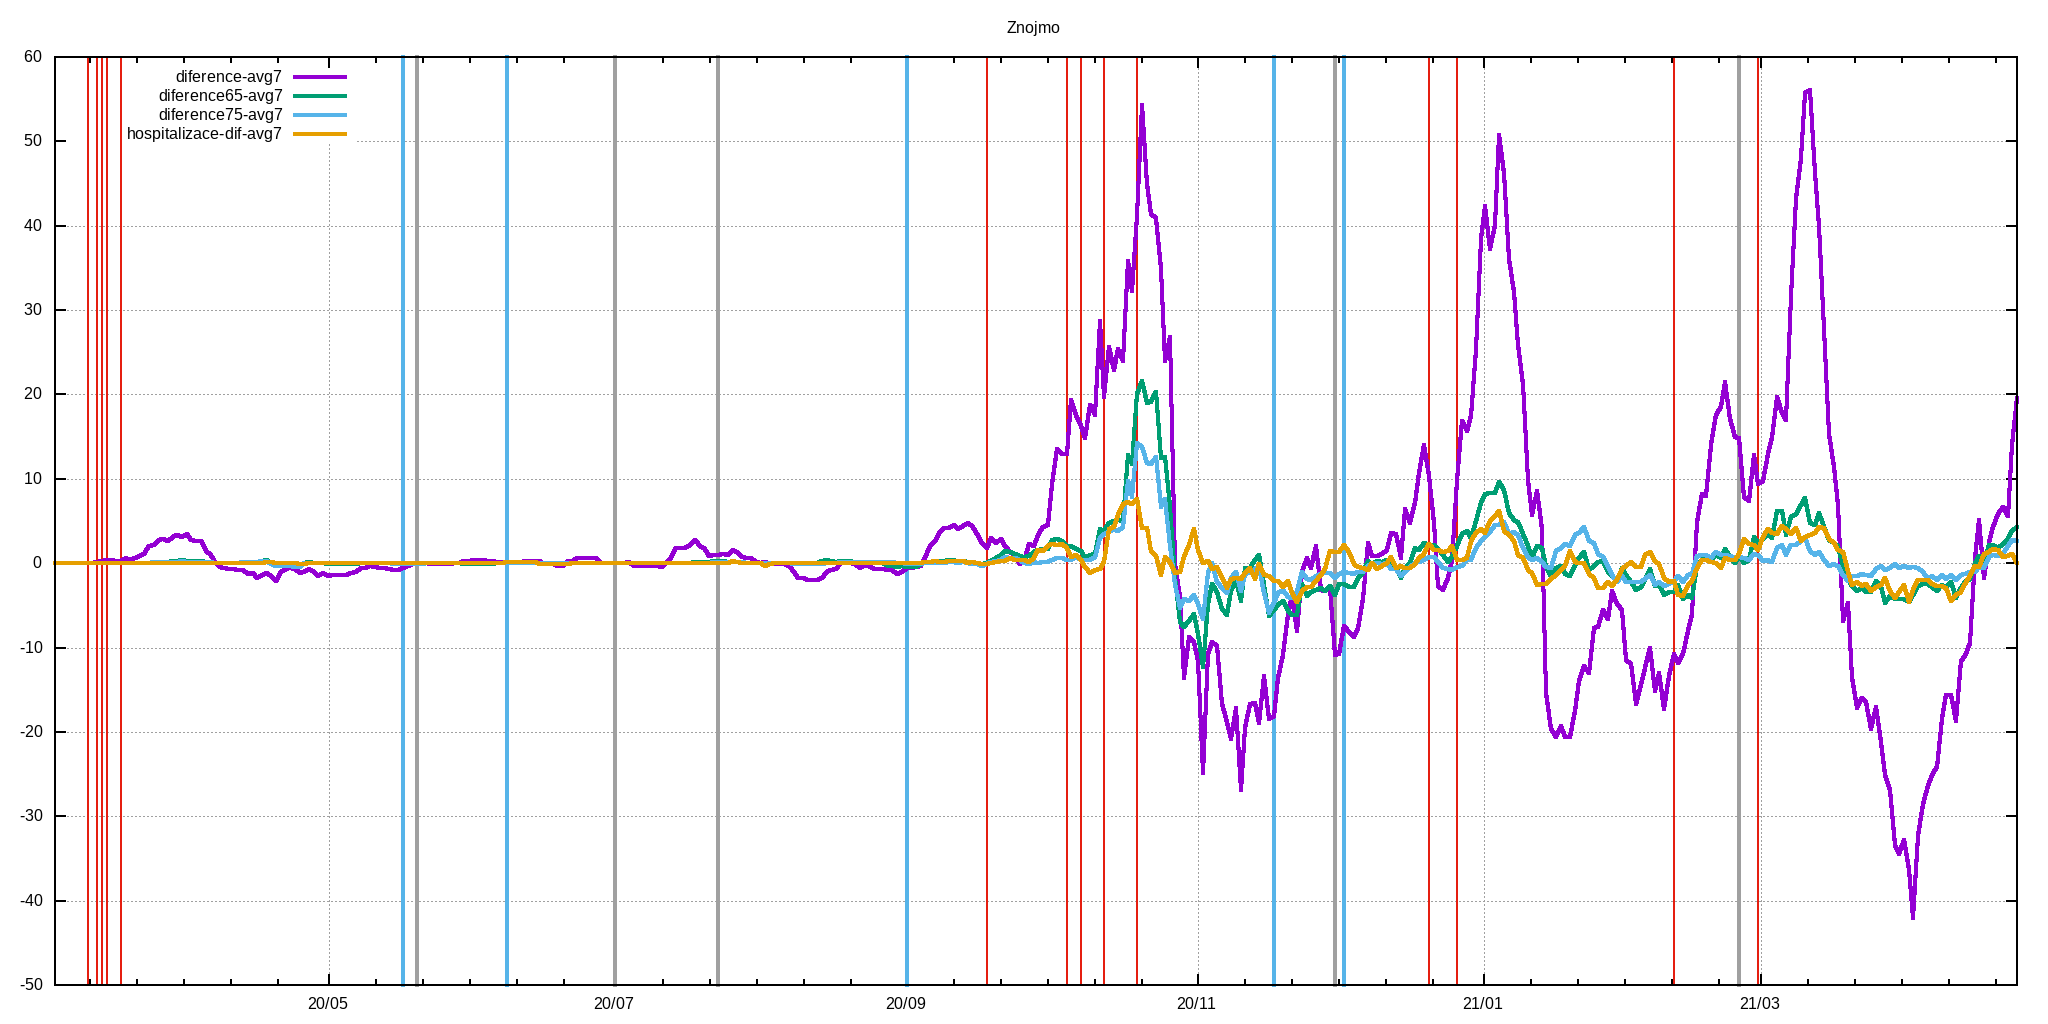 Znojmo
60
50
40
30
20
10
0
-10
-20
-30
-40
-50
diference-avg7
diference65-avg7
diference75-avg7
hospitalizace-dif-avg7
20/05 20/07 20/09 20/11 21/01 21/03